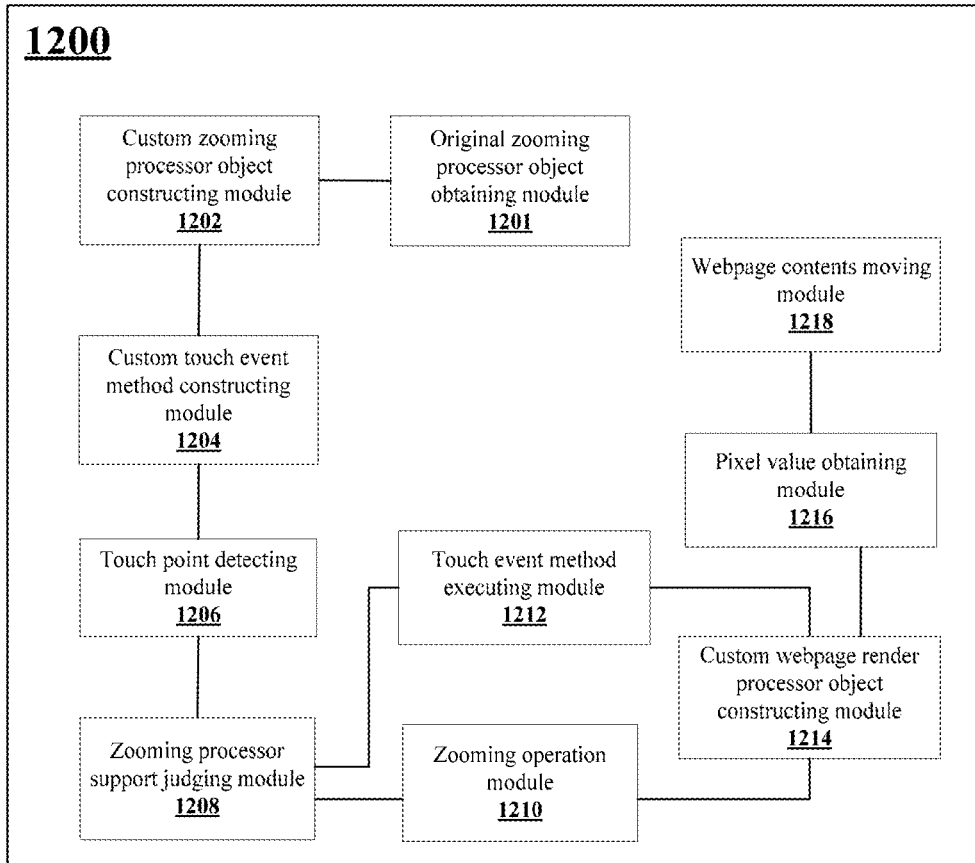 1200
Custom zooming
processor object
constructing module
1202
Original zooming
processor object
obtaining module
1201
Webpage contents moving
module
1218
Custom touch event
method constructing
module
1204
Pixel value obtaining
module
1216
Touch point detecting
module
1206
Touch event method
executing module
1212
Custom webpage render
processor object
constructing module
1214
Zooming processor
support judging module
1208
Zooming operation
module
1210